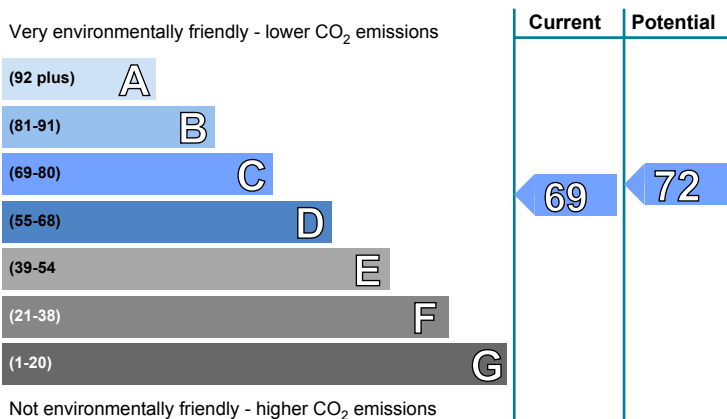 Current Potential
Very environmentally friendly - lower CO2 emissions
(92 plus) A
(81-91) B
(69-80) C
(55-68) D
(39-54 E
(21-38) F
(1-20) G
69
72
Not environmentally friendly - higher CO2 emissions